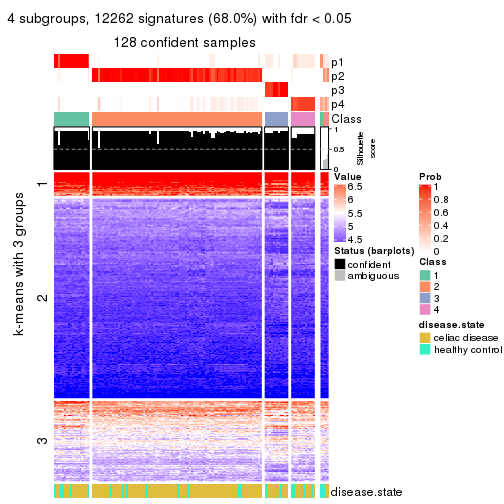 4 subgroups, 12262 signatures (68.0%) with fdr < 0.05
128 confident samples
p1
p2
p3
p4
Class
1
0.5
0
Silhouette
score
k-means with 3 groups
1
2
3
disease.state
Value
6.5
6
5.5
5
4.5
Status (barplots)
confident
ambiguous
Prob
1
0.8
0.6
0.4
0.2
0
Class
1
2
3
4
disease.state
celiac disease
healthy control